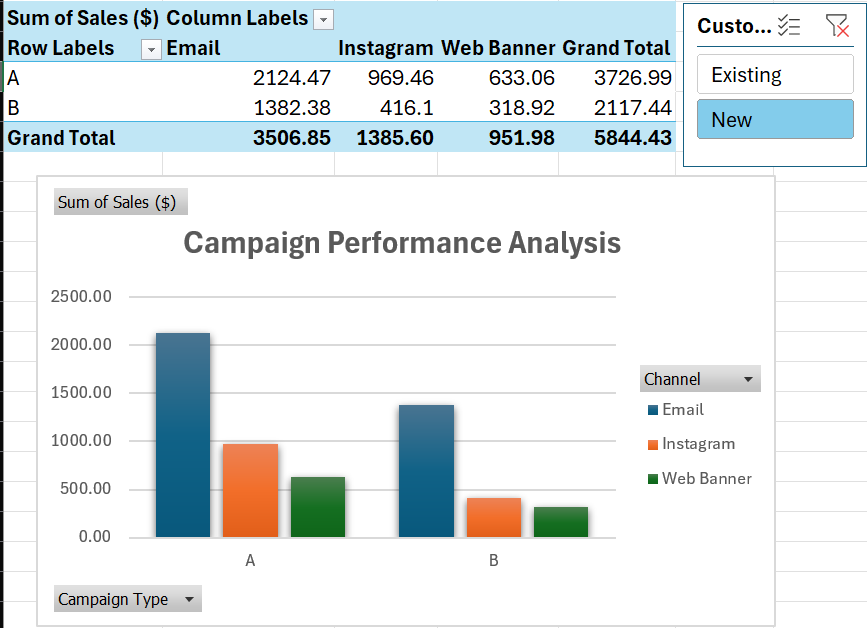 Sum of Sales ($) Column Labels
Row Labels Email Instagram Web Banner Grand Total
A 2124.47 969.46 633.06 3726.99
B 1382.38 416.1 318.92 2117.44
Grand Total 3506.85 1385.60 951.98 5844.43
Custo...
Existing
New
Sum of Sales ($)
Campaign Performance Analysis
2500.00
2000.00
1500.00
1000.00
500.00
0.00
A B
Channel
Email
Instagram
Web Banner
Campaign Type